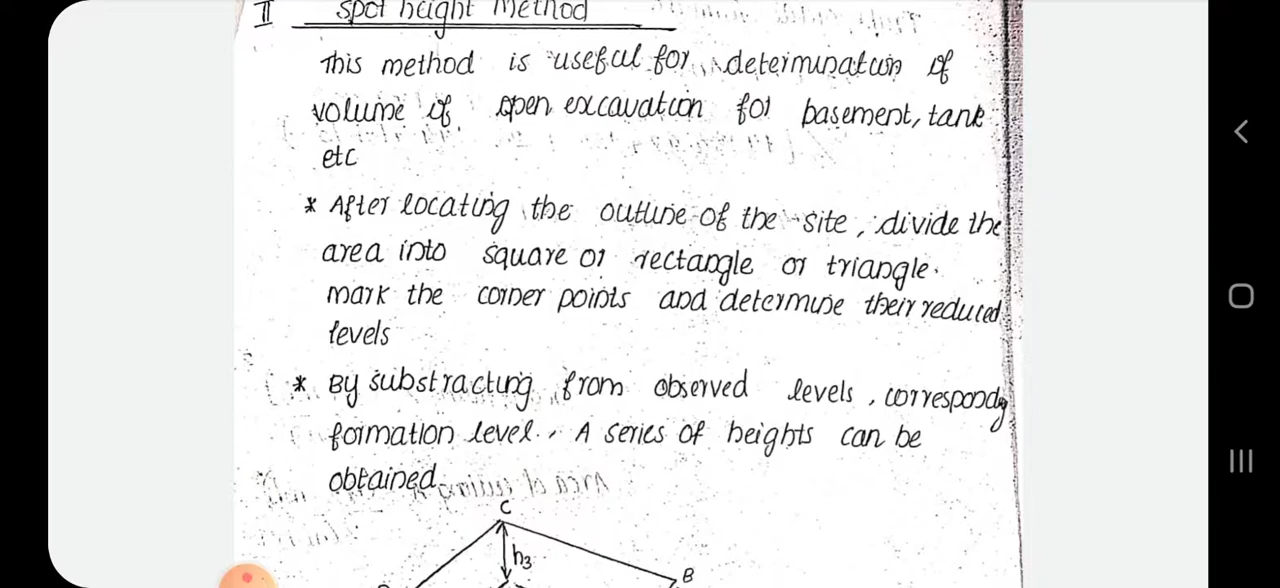 II Spot height Method
This method is useful for determination of
volume of open excavation for basement, tank
etc
* After locating the outline of the site, divide the
area into square or rectangle or triangle.
mark the corner points and determine their reduced
levels
* By substracting from observed levels, correspondg
formation level. A series of heights can be
obtained.
C
h3
B